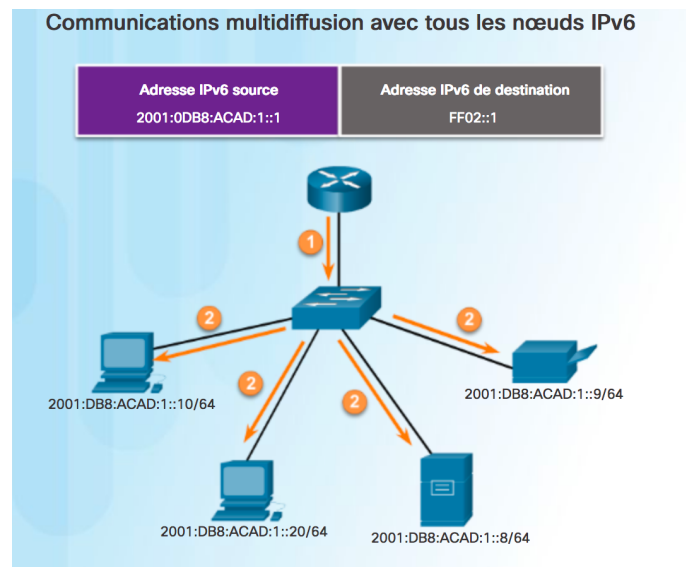 Communications multidiffusion avec tous les nœuds IPv6
Adresse IPv6 source
2001:0DB8:ACAD:1::1
Adresse IPv6 de destination
FF02::1
1
2
2
2
2
2001:DB8:ACAD:1::10/64
2001:DB8:ACAD:1::9/64
2001:DB8:ACAD:1::20/64
2001:DB8:ACAD:1::8/64